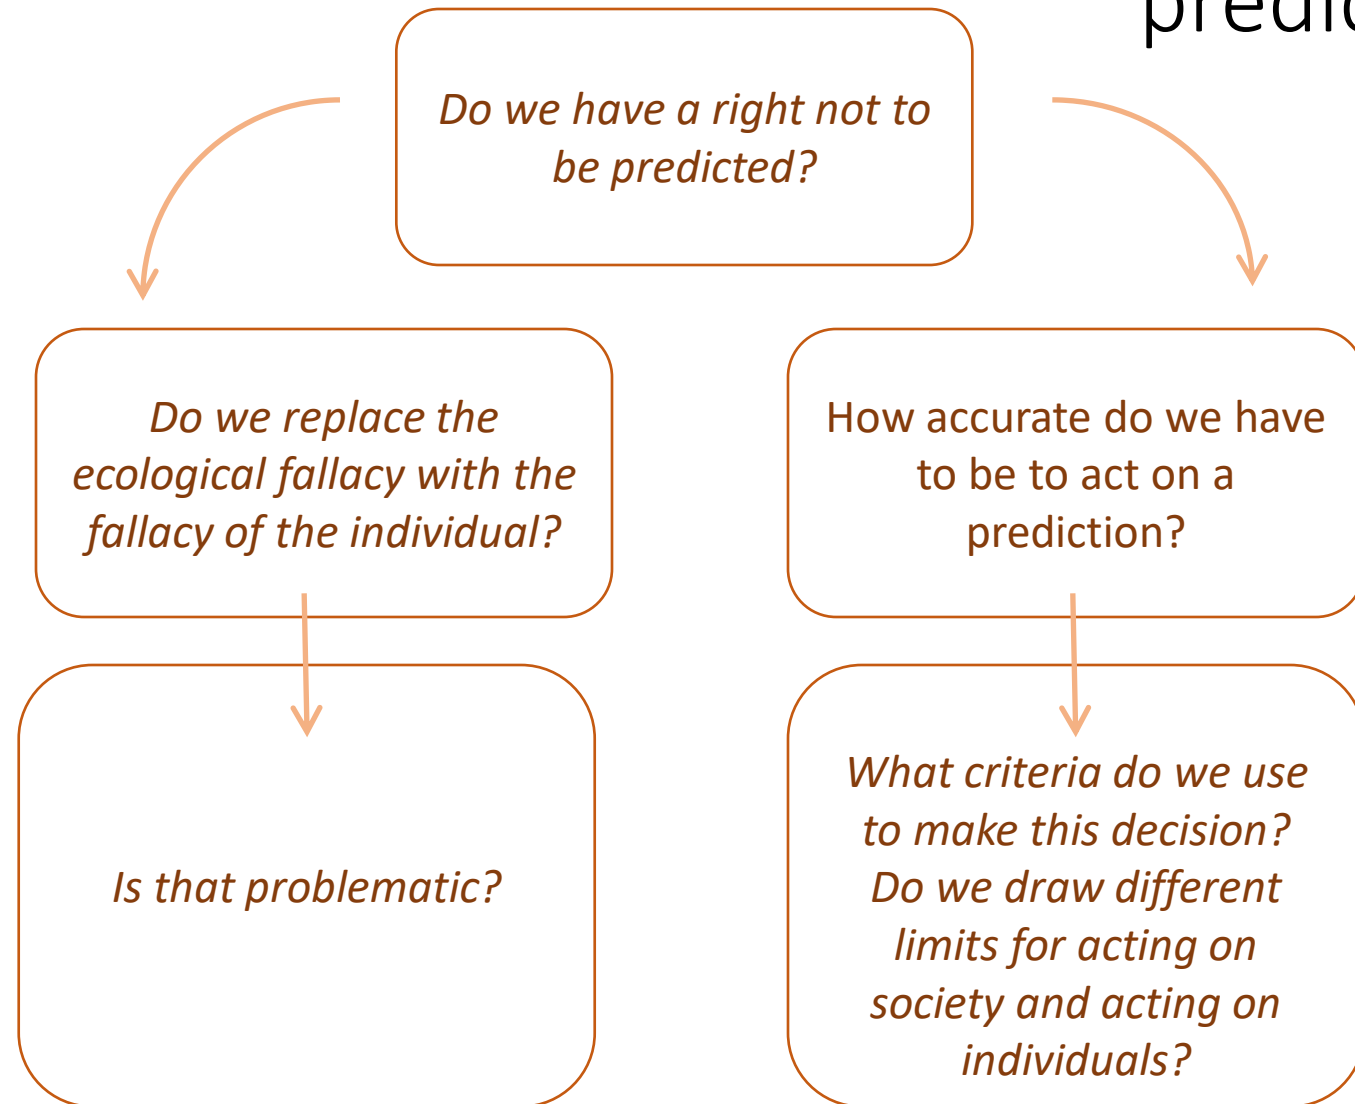 predic
Do we have a right not to
be predicted?
Do we replace the
ecological fallacy with the
fallacy of the individual?
How accurate do we have
to be to act on a
prediction?
Is that problematic?
What criteria do we use
to make this decision?
Do we draw different
limits for acting on
society and acting on
individuals?